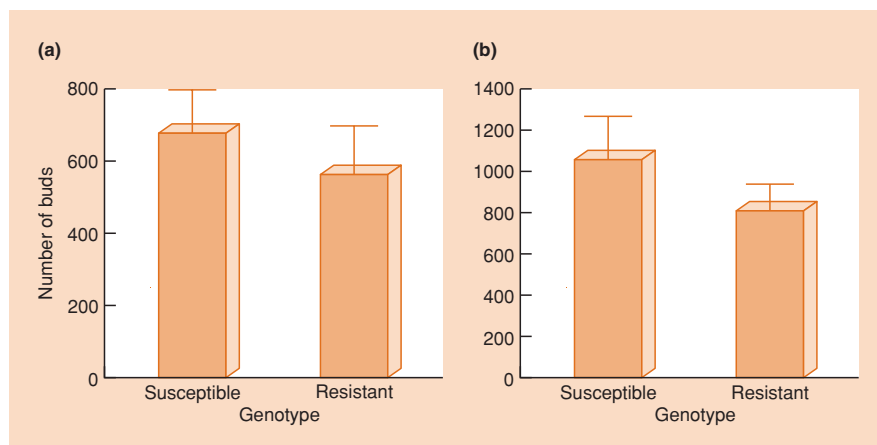 (a)
Number of buds
800
600
400
200
0
Susceptible
Resistant
Genotype
(b)
1400
1200
1000
800
600
400
200
0
Susceptible
Resistant
Genotype